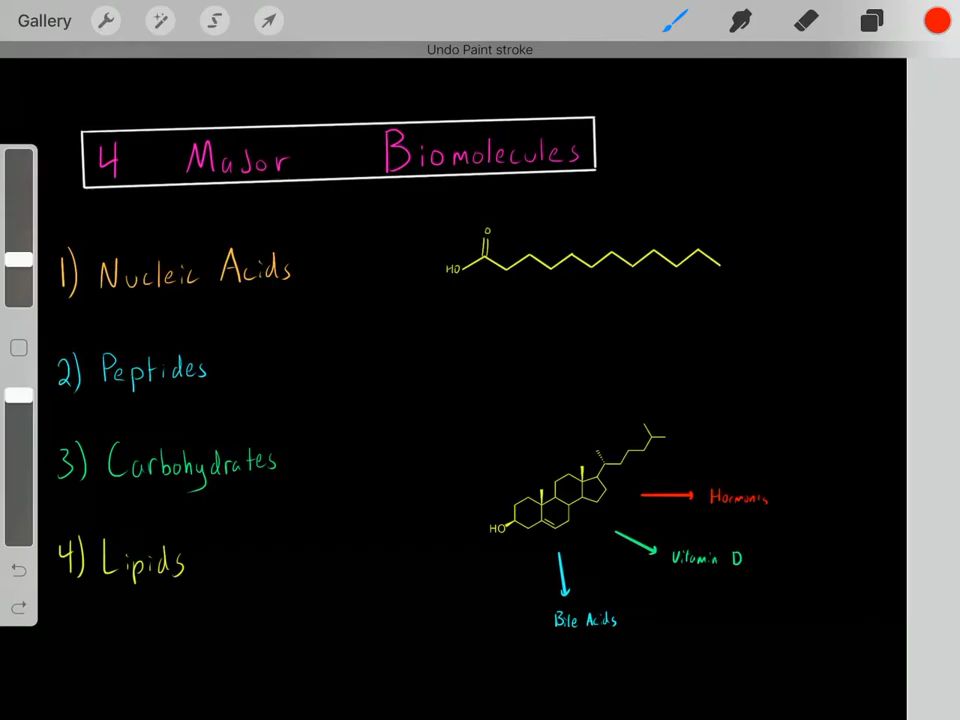 Gallery
Undo Paint stroke
4 Major Biomolecules
1) Nucleic Acids
O
HO
2) Peptides
3) Carbohydrates
HO
Hormones
Vitamin D
4) Lipids
Bile Acids